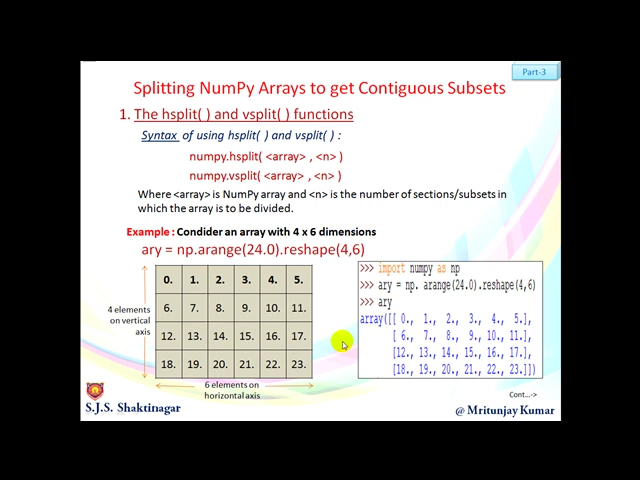 Part-3
Splitting NumPy Arrays to get Contiguous Subsets
1. The hsplit( ) and vsplit( ) functions
Syntax of using hsplit( ) and vsplit( ) :
numpy.hsplit( <array> , <n> )
numpy.vsplit( <array> , <n> )
Where <array> is NumPy array and <n> is the number of sections/subsets in
which the array is to be divided.
Example : Condider an array with 4 x 6 dimensions
ary = np.arange(24.0).reshape(4,6)
4 elements
on vertical
axis
0. 1. 2. 3. 4. 5.
6. 7. 8. 9. 10. 11.
12. 13. 14. 15. 16. 17.
18. 19. 20. 21. 22. 23.
6 elements on
horizontal axis
>>> import numpy as np
>>> ary = np. arange(24.0).reshape(4,6)
>>> ary
array([[ 0., 1., 2., 3., 4., 5.],
[ 6., 7., 8., 9., 10., 11.],
[12., 13., 14., 15., 16., 17.],
[18., 19., 20., 21., 22., 23.]])
Cont...->
S.J.S. Shaktinagar
@ Mritunjay Kumar